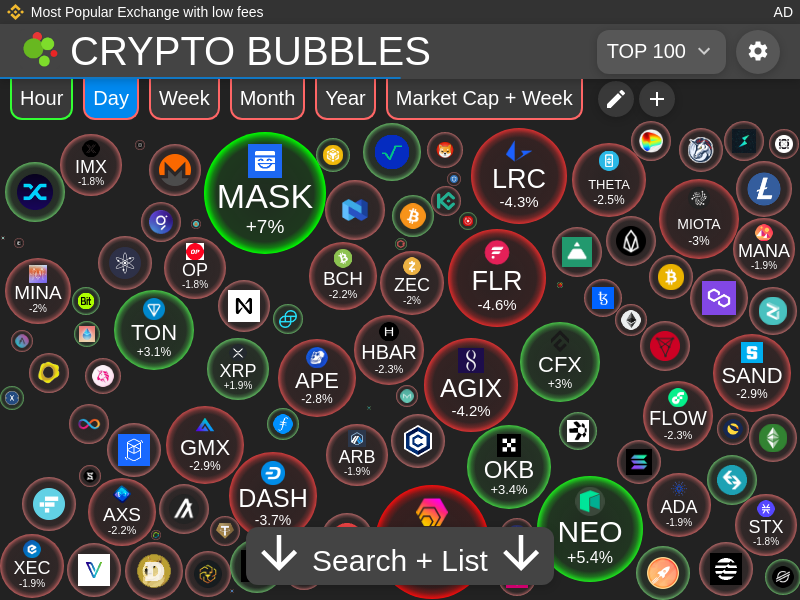 Most Popular Exchange with low fees
AD
CRYPTO BUBBLES
TOP 100
Hour
Day
Week
Month
Year
Market Cap + Week
IMX
-1.8%
MASK
+7%
LRC
-4.3%
THETA
-2.5%
MIOTA
-3%
MANA
-1.9%
OP
-1.8%
MINA
-2%
BCH
-2.2%
ZEC
-2%
FLR
-4.6%
Bit
TON
+3.1%
XRP
+1.9%
HBAR
-2.3%
APE
-2.8%
AGIX
-4.2%
CFX
+3%
SAND
-2.9%
FLOW
-2.3%
GMX
-2.9%
ARB
-1.9%
OKB
+3.4%
DASH
-3.7%
AXS
-2.2%
NEO
+5.4%
ADA
-1.9%
STX
-1.8%
XEC
-1.9%
Search + List